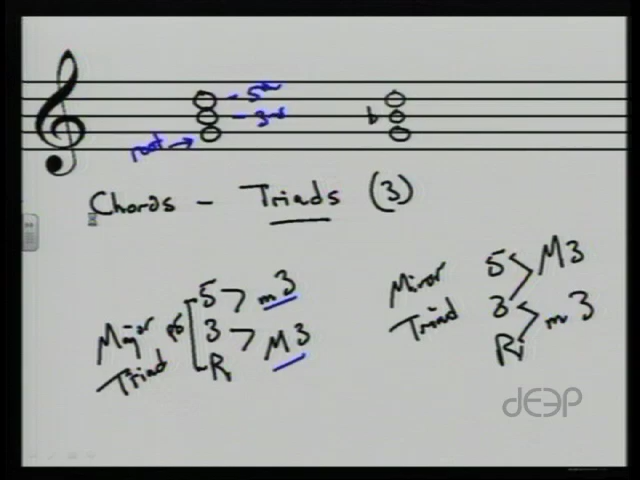 5th
3rd
root
b
Chords - Triads (3)
Major Triad
p5
5 m3
3 M3
R
Minor Triad
5 M3
3 m3
R
dEEP